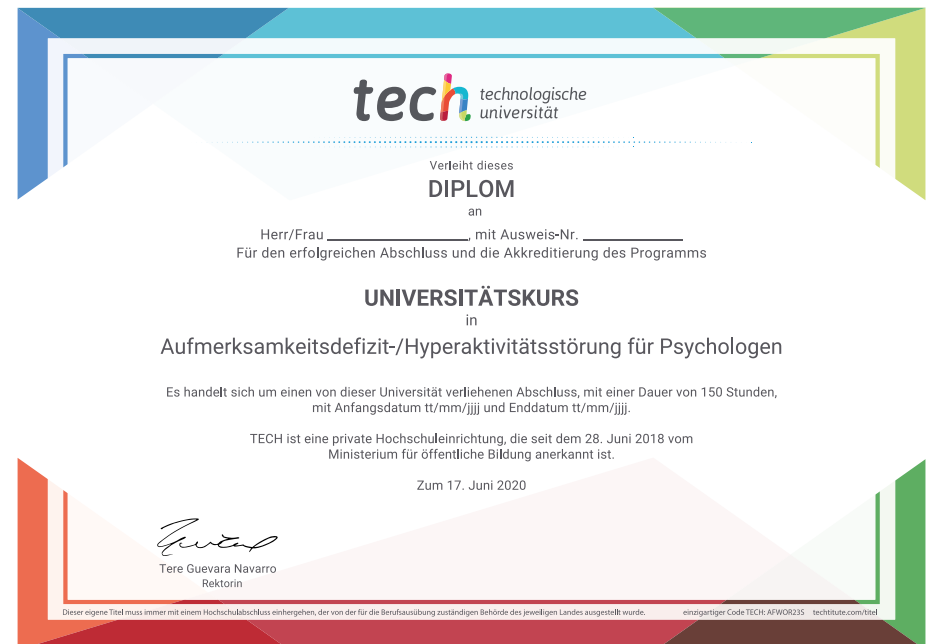 tech technologische
universität
Verleiht dieses
DIPLOM
an
Herr/Frau ____________________, mit Ausweis-Nr. ______________
Für den erfolgreichen Abschluss und die Akkreditierung des Programms
UNIVERSITÄTSKURS
in
Aufmerksamkeitsdefizit-/Hyperaktivitätsstörung für Psychologen
Es handelt sich um einen von dieser Universität verliehenen Abschluss, mit einer Dauer von 150 Stunden,
mit Anfangsdatum tt/mm/jjjj und Enddatum tt/mm/jjjj.
TECH ist eine private Hochschuleinrichtung, die seit dem 28. Juni 2018 vom
Ministerium für öffentliche Bildung anerkannt ist.
Zum 17. Juni 2020
Tere Guevara Navarro
Rektorin
Dieser eigene Titel muss immer mit einem Hochschulabschluss einhergehen, der von der für die Berufsausübung zuständigen Behörde des jeweiligen Landes ausgestellt wurde. einzigartiger Code TECH: AFWOR23S techtitute.com/titel